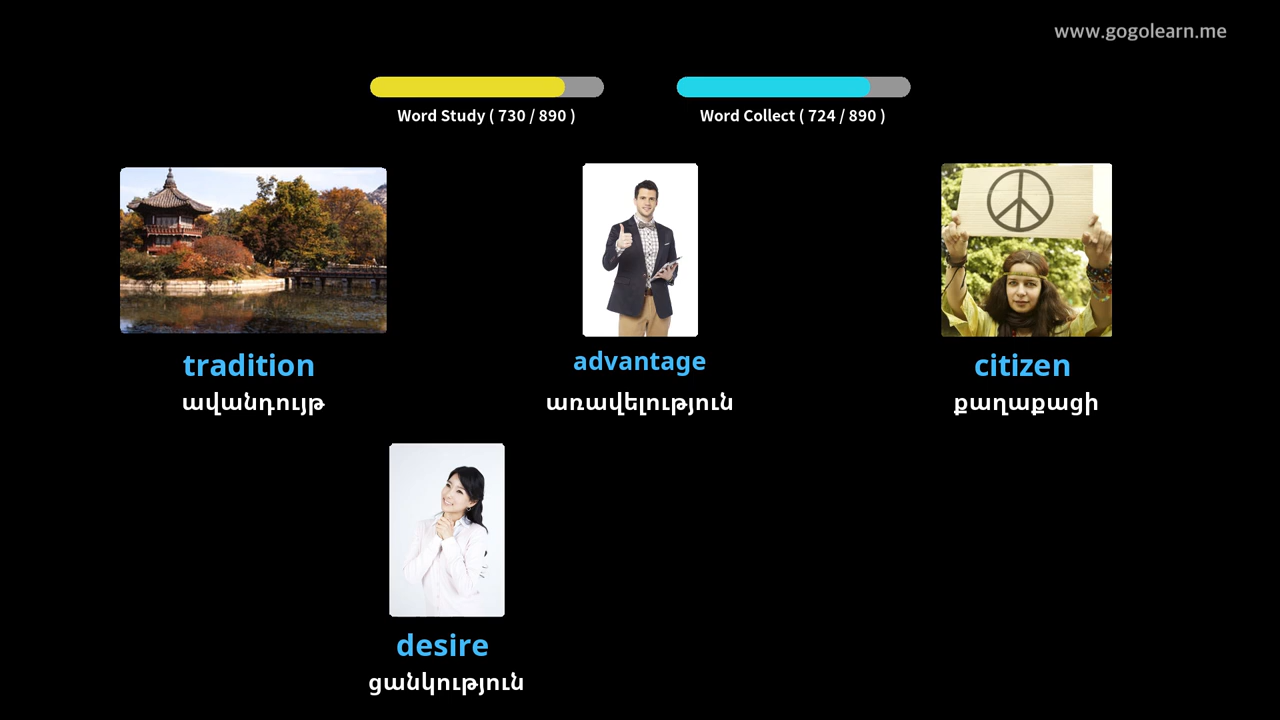 www.gogolearn.me
Word Study ( 730 / 890 )
Word Collect ( 724 / 890 )
tradition
ավանդույթ
advantage
առավելություն
citizen
քաղաքացի
desire
ցանկություն